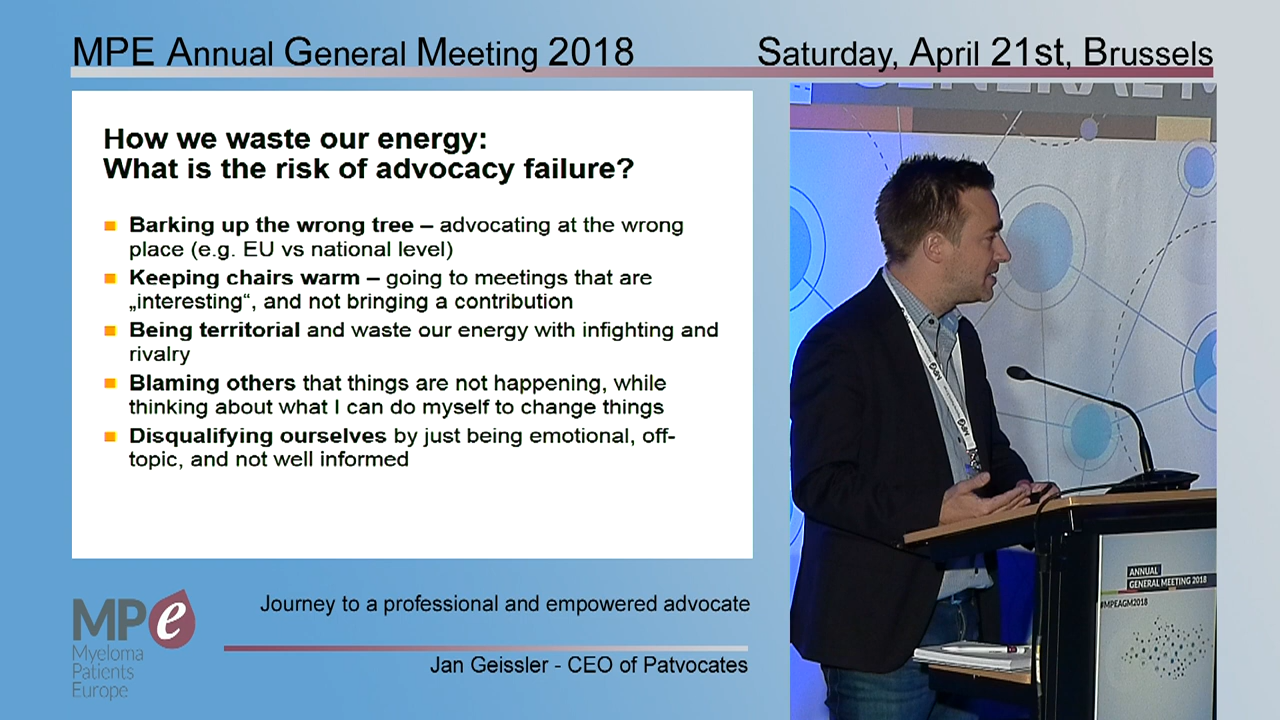 MPE Annual General Meeting 2018
Saturday, April 21st, Brussels
How we waste our energy:
What is the risk of advocacy failure?
Barking up the wrong tree – advocating at the wrong
place (e.g. EU vs national level)
Keeping chairs warm – going to meetings that are
„interesting“, and not bringing a contribution
Being territorial and waste our energy with infighting and
rivalry
Blaming others that things are not happening, while
thinking about what I can do myself to change things
Disqualifying ourselves by just being emotional, off-
topic, and not well informed
MPe
Myeloma
Patients
Europe
Journey to a professional and empowered advocate
Jan Geissler - CEO of Patvocates
ANNUAL
GENERAL MEETING 2018
#MPEAGM2018